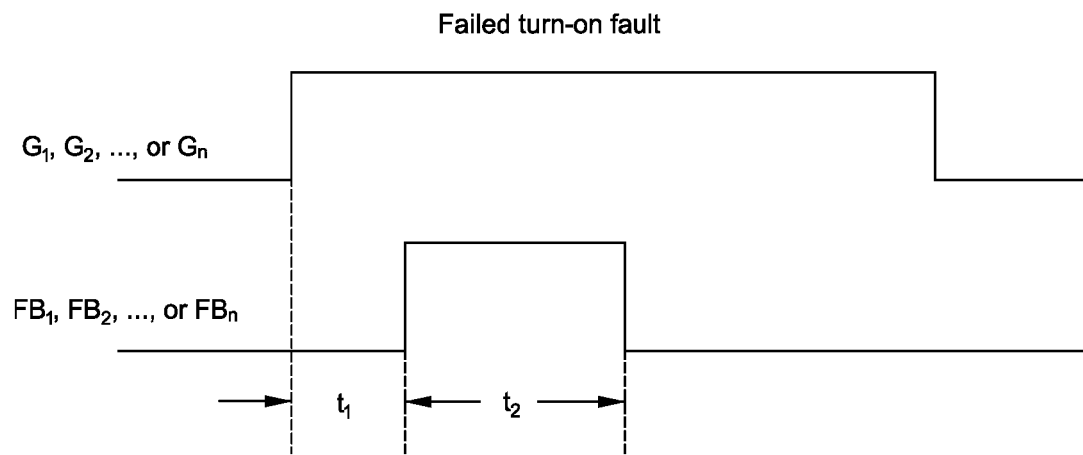 Failed turn-on fault
G₁, G₂, ..., or Gₙ
FB₁, FB₂, ..., or FBₙ
t₁ t₂